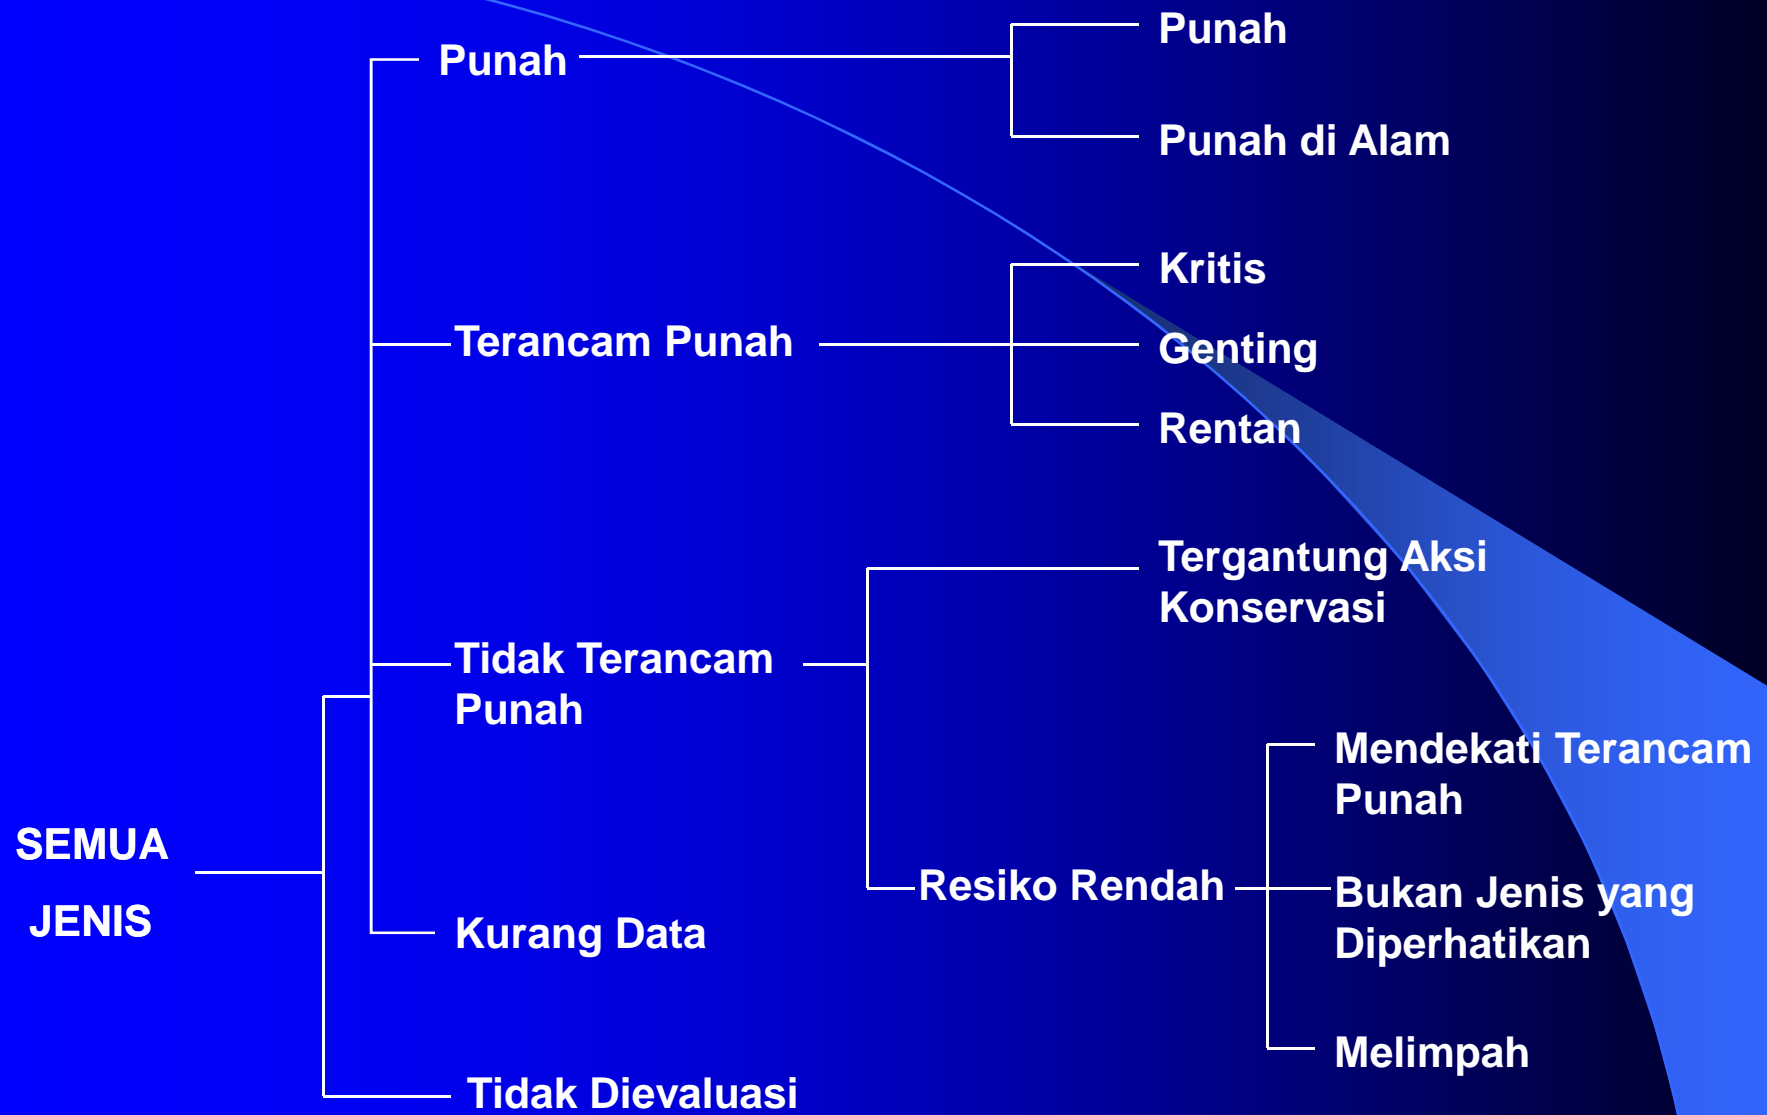 Punah
Punah
Punah di Alam
Kritis
Terancam Punah
Genting
Rentan
Tergantung Aksi
Konservasi
Tidak Terancam
Punah
Mendekati Terancam
Punah
SEMUA
JENIS
Resiko Rendah
Bukan Jenis yang
Diperhatikan
Kurang Data
Melimpah
Tidak Dievaluasi